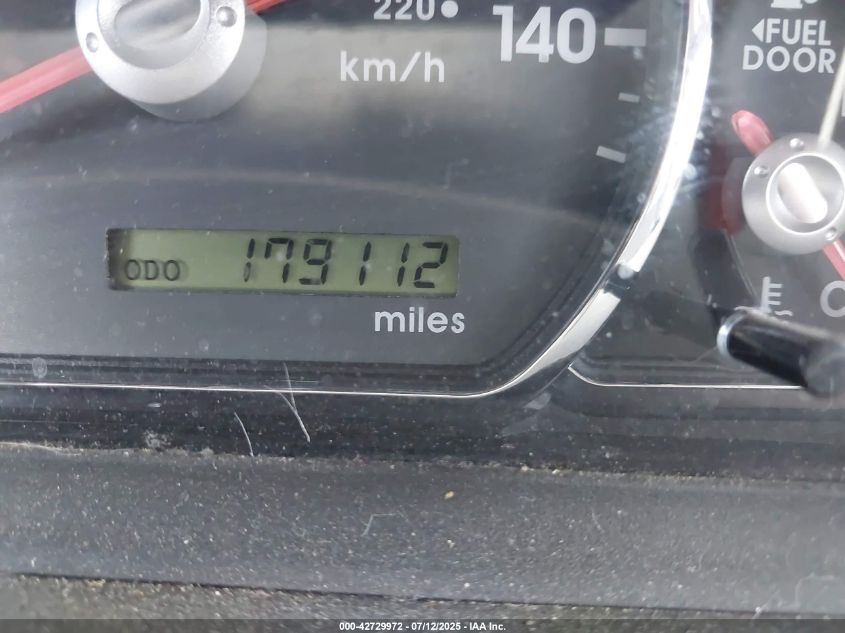 220
140
km/h
◀FUEL
DOOR
ODO 179112
miles
C
000-42729972 - 07/12/2025 - IAA Inc.